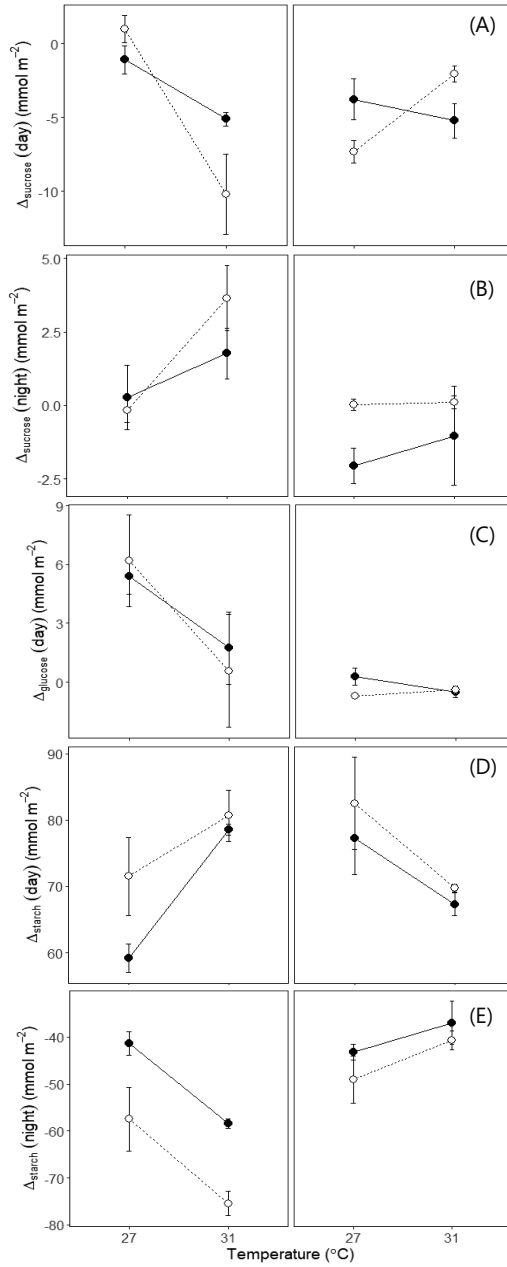 (A)
0
-5
-10
Δsucrose (day) (mmol m−2)
(B)
5.0
2.5
0.0
-2.5
Δsucrose (night) (mmol m−2)
(C)
9
6
3
0
Δglucose (day) (mmol m−2)
(D)
90
80
70
60
Δstarch (day) (mmol m−2)
(E)
-40
-50
-60
-70
-80
Δstarch (night) (mmol m−2)
27 31 27 31
Temperature (°C)